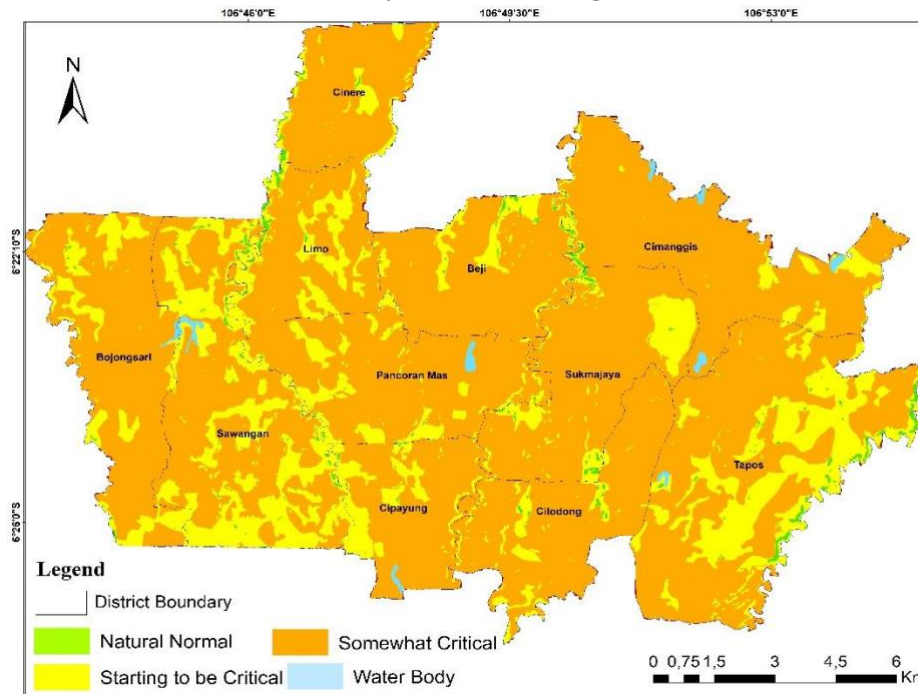 106°46'0"E 106°49'30"E 106°53'0"E
N
Cinere
Limo
Cimanggis
6°22'10"S
Beji
Bojongsari
Pancoran Mas
Sukmajaya
Sawangan
Tapos
Cipayung
Cilodong
6°26'0"S
Legend
District Boundary
Natural Normal
Somewhat Critical
Starting to be Critical
Water Body
0 0,75 1,5 3 4,5 6
Km